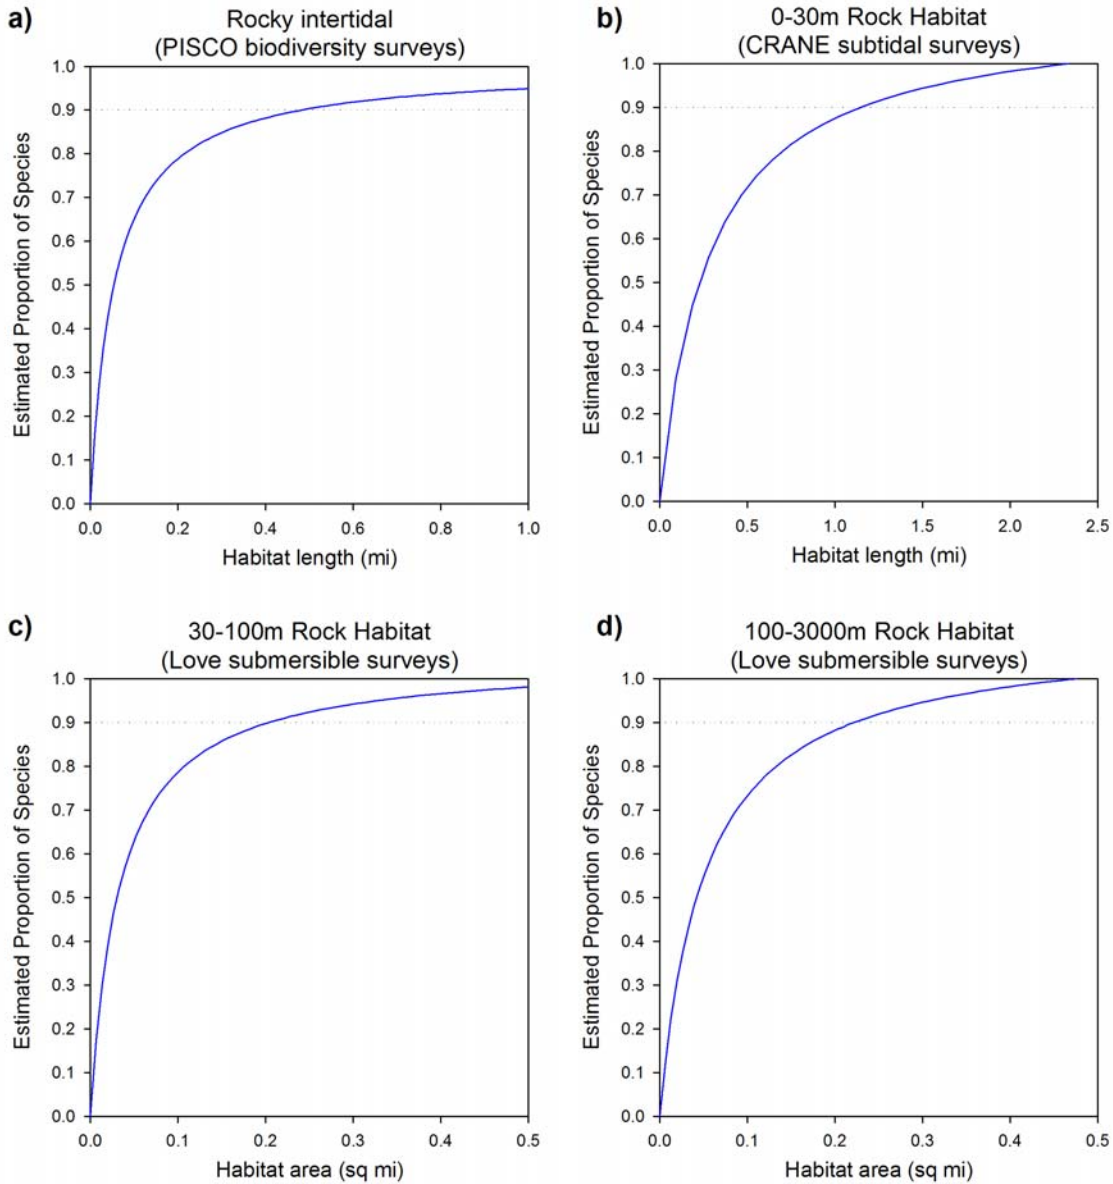 a)
Rocky intertidal
(PISCO biodiversity surveys)
Estimated Proportion of Species
1.0
0.9
0.8
0.7
0.6
0.5
0.4
0.3
0.2
0.1
0.0
0.0 0.2 0.4 0.6 0.8 1.0
Habitat length (mi)
b)
0-30m Rock Habitat
(CRANE subtidal surveys)
Estimated Proportion of Species
1.0
0.9
0.8
0.7
0.6
0.5
0.4
0.3
0.2
0.1
0.0
0.0 0.5 1.0 1.5 2.0 2.5
Habitat length (mi)
c)
30-100m Rock Habitat
(Love submersible surveys)
Estimated Proportion of Species
1.0
0.9
0.8
0.7
0.6
0.5
0.4
0.3
0.2
0.1
0.0
0.0 0.1 0.2 0.3 0.4 0.5
Habitat area (sq mi)
d)
100-3000m Rock Habitat
(Love submersible surveys)
Estimated Proportion of Species
1.0
0.9
0.8
0.7
0.6
0.5
0.4
0.3
0.2
0.1
0.0
0.0 0.1 0.2 0.3 0.4 0.5
Habitat area (sq mi)